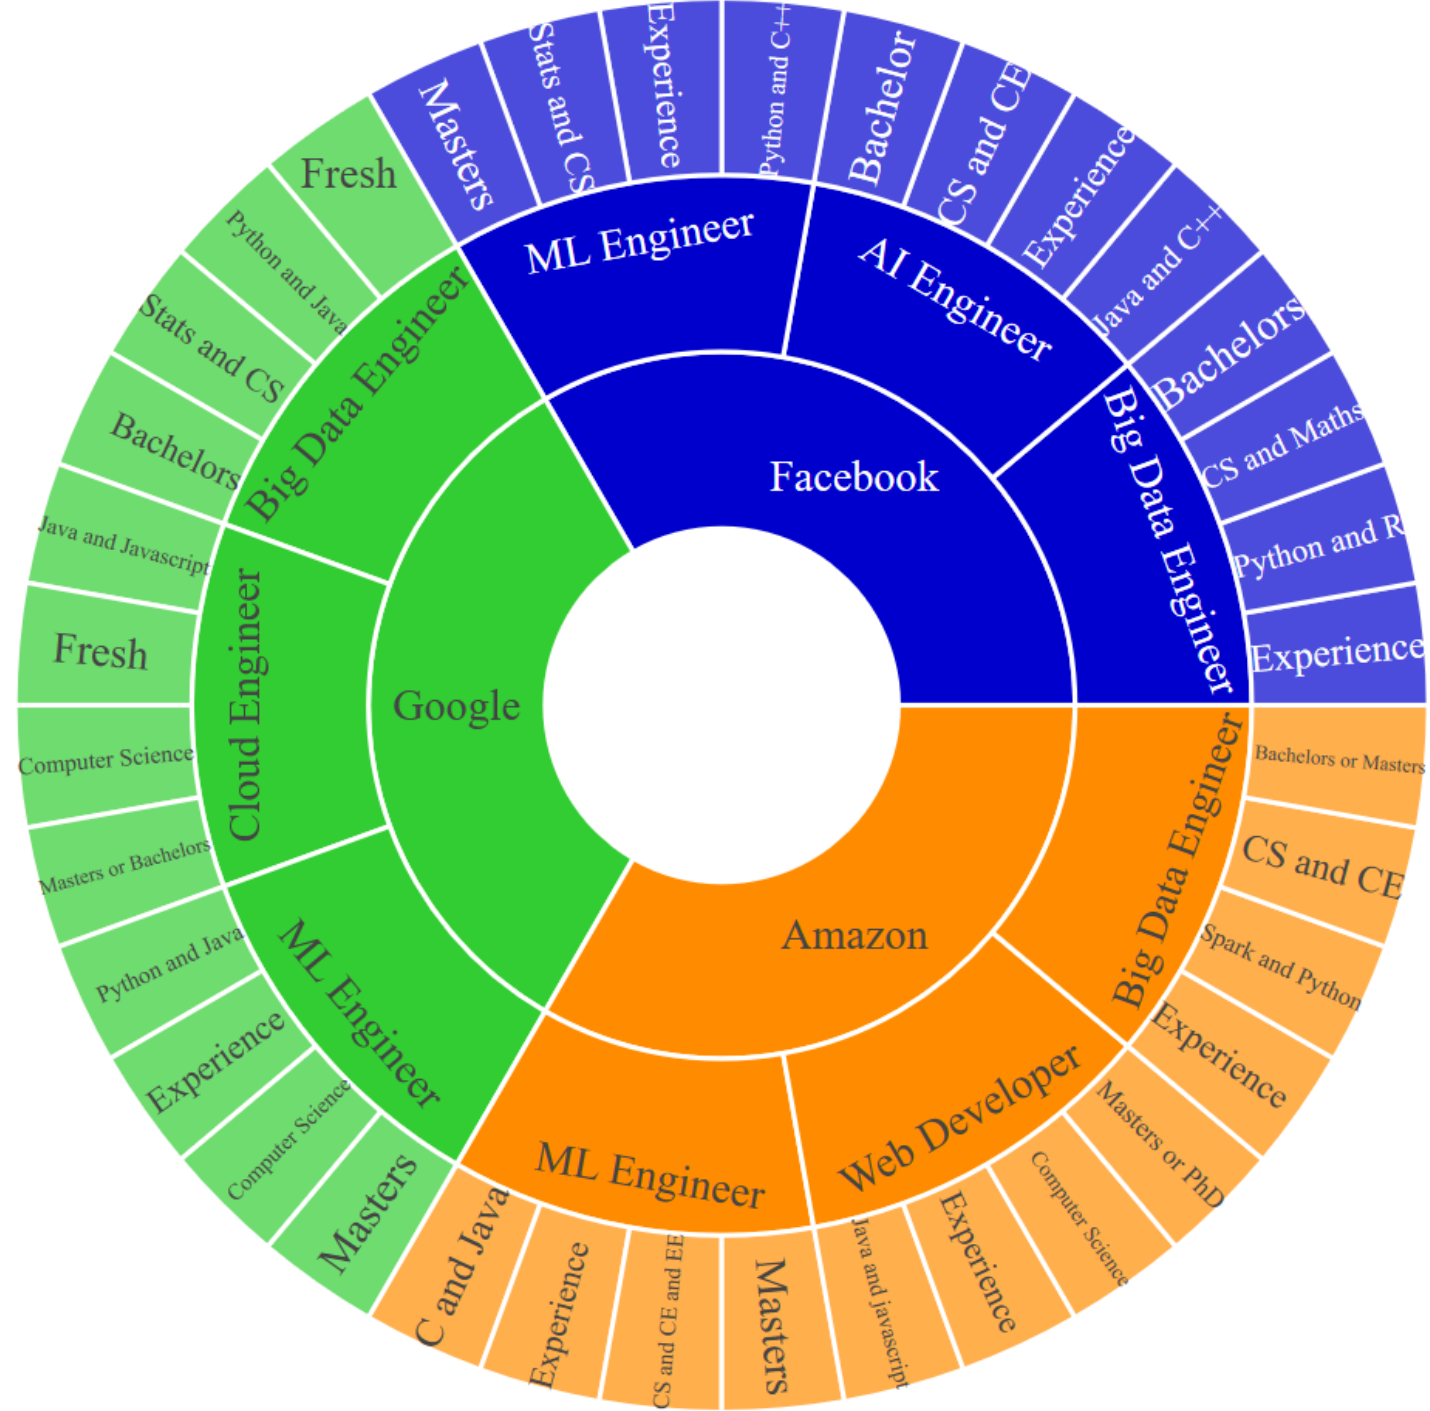 Facebook
ML Engineer
Masters
Stats and CS
Experience
Python and C++
AI Engineer
Bachelor
CS and CE
Experience
Java and C++
Big Data Engineer
Bachelors
CS and Maths
Python and R
Experience
Amazon
Big Data Engineer
Bachelors or Masters
CS and CE
Spark and Python
Experience
Web Developer
Masters or PhD
Computer Science
Experience
Java and javascript
ML Engineer
Masters
CS and CE and EE
Experience
C and Java
Google
ML Engineer
Masters
Computer Science
Experience
Python and Java
Cloud Engineer
Masters or Bachelors
Computer Science
Fresh
Java and Javascript
Big Data Engineer
Bachelors
Stats and CS
Python and Java
Fresh